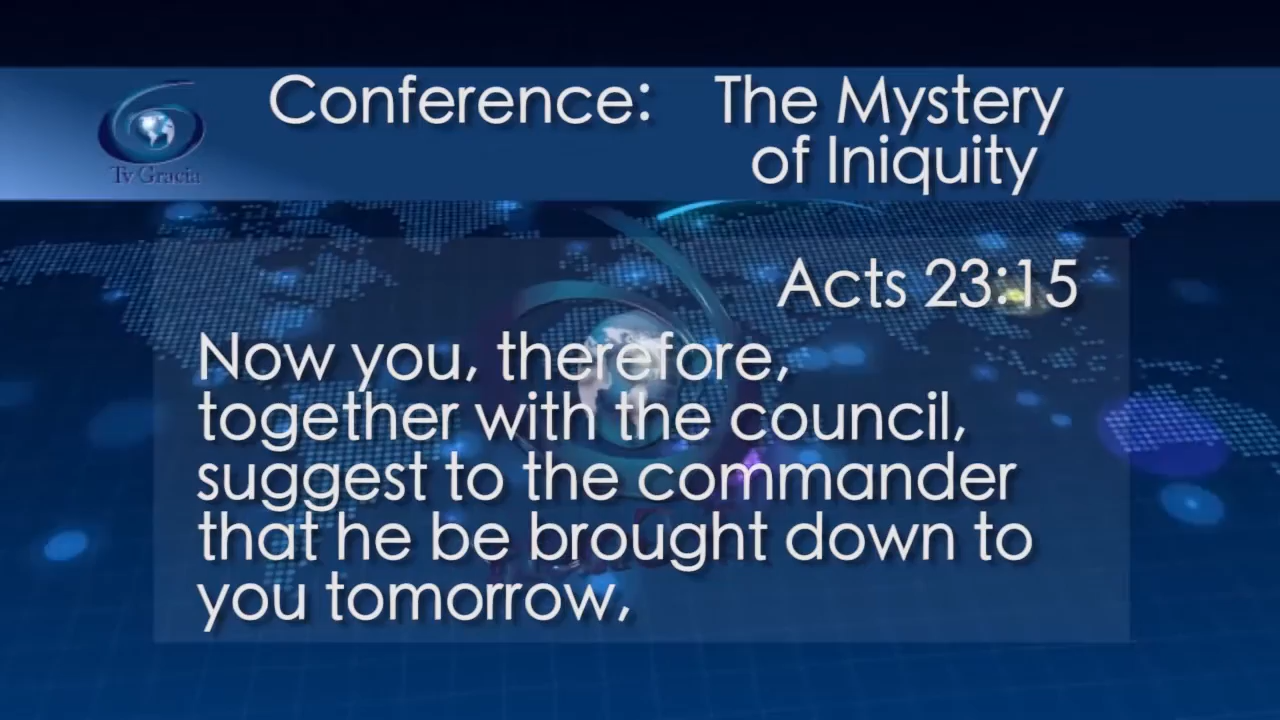 Conference: The Mystery
of Iniquity
Tv Gracia
Acts 23:15
Now you, therefore,
together with the council,
suggest to the commander
that he be brought down to
you tomorrow,